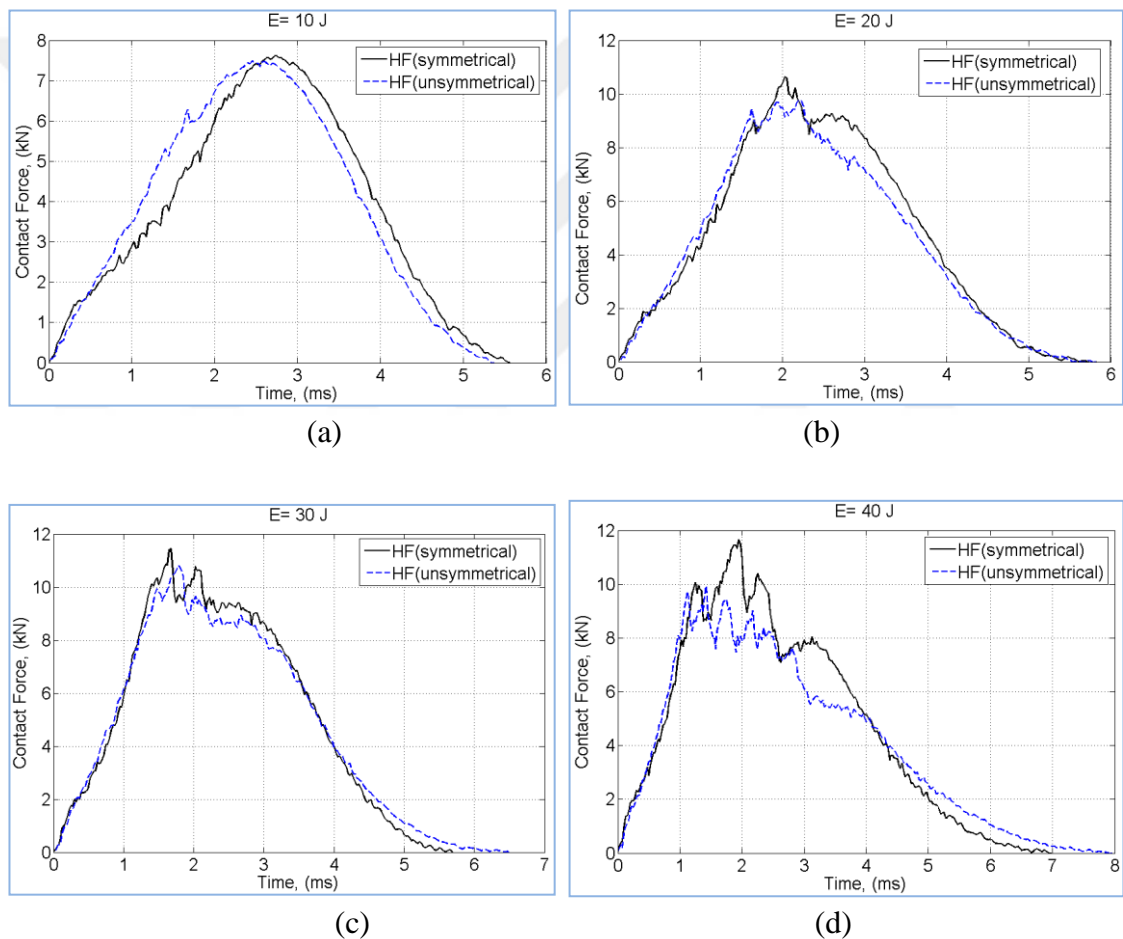 E= 10 J
8
7
6
5
4
3
2
1
0
Contact Force, (kN)
HF(symmetrical)
HF(unsymmetrical)
0 1 2 3 4 5 6
Time, (ms)
(a)
E= 20 J
12
10
8
6
4
2
0
Contact Force, (kN)
HF(symmetrical)
HF(unsymmetrical)
0 1 2 3 4 5 6
Time, (ms)
(b)
E= 30 J
12
10
8
6
4
2
0
Contact Force, (kN)
HF(symmetrical)
HF(unsymmetrical)
0 1 2 3 4 5 6 7
Time, (ms)
(c)
E= 40 J
12
10
8
6
4
2
0
Contact Force, (kN)
HF(symmetrical)
HF(unsymmetrical)
0 1 2 3 4 5 6 7 8
Time, (ms)
(d)